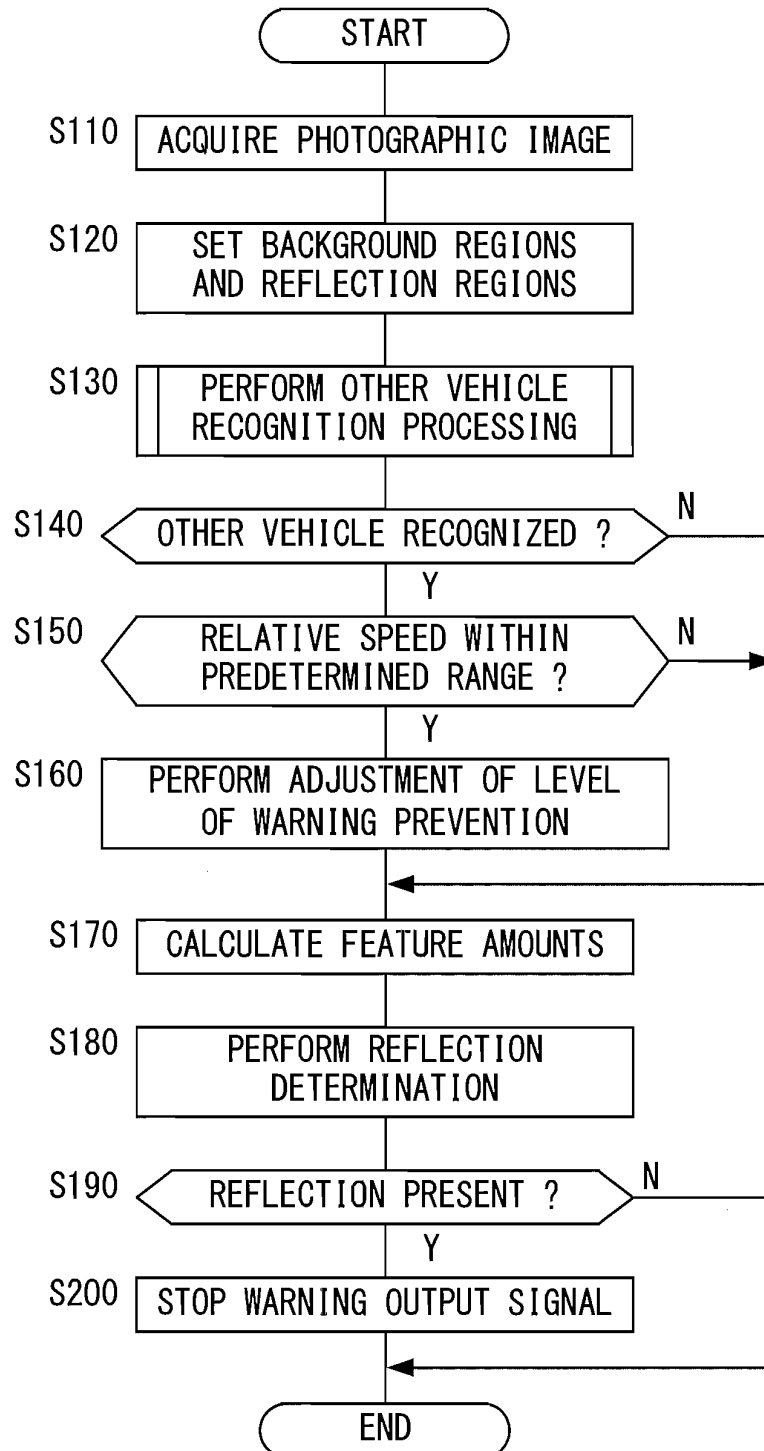 START
S110
ACQUIRE PHOTOGRAPHIC IMAGE
S120
SET BACKGROUND REGIONS
AND REFLECTION REGIONS
S130
PERFORM OTHER VEHICLE
RECOGNITION PROCESSING
S140
OTHER VEHICLE RECOGNIZED ?
N
Y
S150
RELATIVE SPEED WITHIN
PREDETERMINED RANGE ?
N
Y
S160
PERFORM ADJUSTMENT OF LEVEL
OF WARNING PREVENTION
S170
CALCULATE FEATURE AMOUNTS
S180
PERFORM REFLECTION
DETERMINATION
S190
REFLECTION PRESENT ?
N
Y
S200
STOP WARNING OUTPUT SIGNAL
END